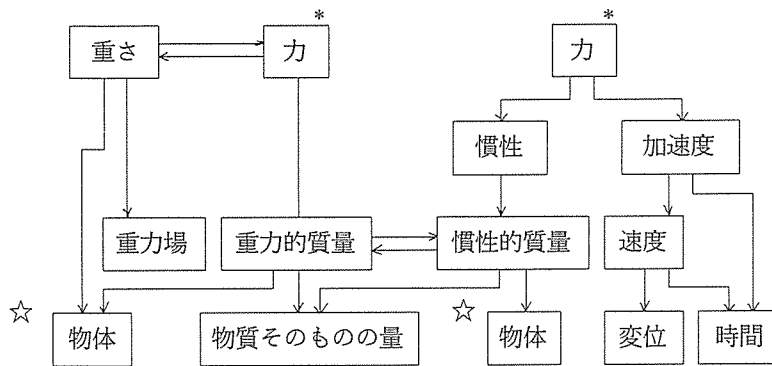 *
*
重さ
力
力
慣性
加速度
重力場
重力的質量
慣性的質量
速度
☆
☆
物体
物質そのものの量
物体
変位
時間